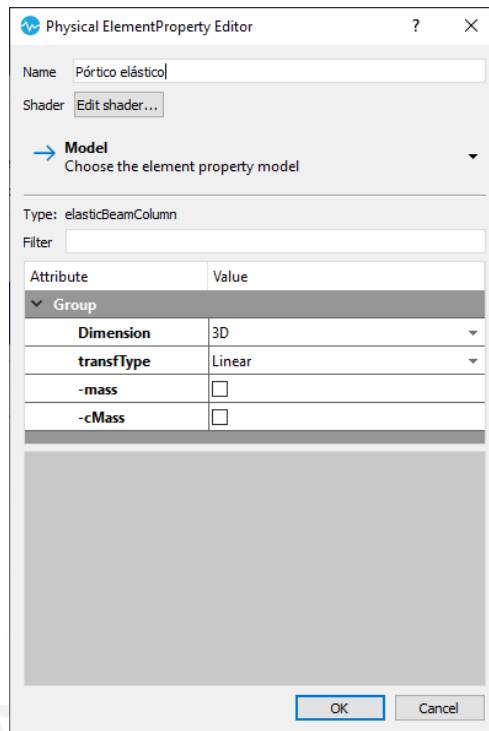 Physical ElementProperty Editor ? ×
Name Pórtico elástico
Shader Edit shader...
Model
Choose the element property model
Type: elasticBeamColumn
Filter
Attribute Value
Group
Dimension 3D
transfType Linear
-mass
-cMass
OK Cancel